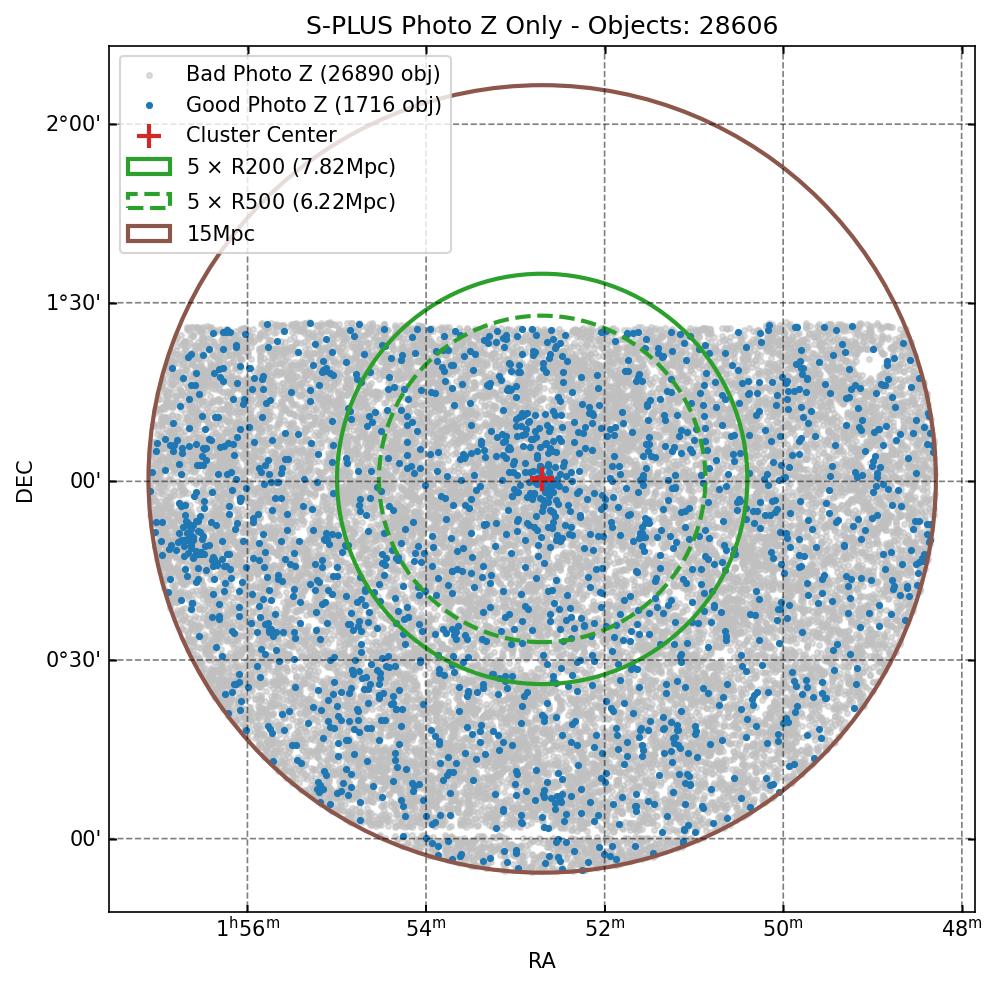 S-PLUS Photo Z Only - Objects: 28606
Bad Photo Z (26890 obj)
Good Photo Z (1716 obj)
Cluster Center
5 × R200 (7.82Mpc)
5 × R500 (6.22Mpc)
15Mpc
2°00'
1°30'
00'
0°30'
00'
DEC
1ʰ56ᵐ 54ᵐ 52ᵐ 50ᵐ 48ᵐ
RA